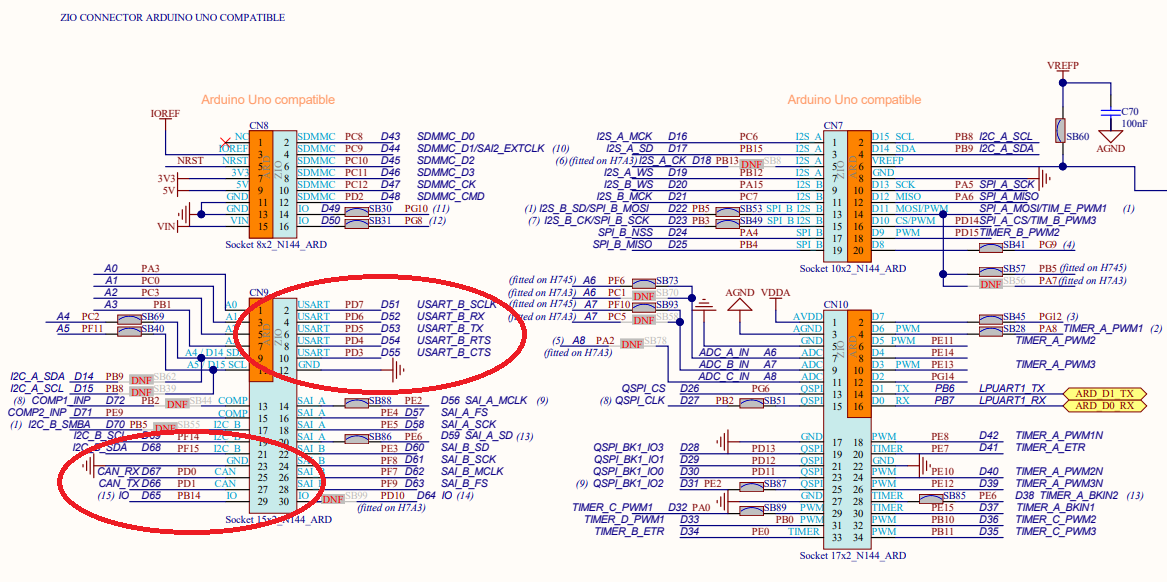 ZIO CONNECTOR ARDUINO UNO COMPATIBLE
Arduino Uno compatible
IOREF
CN8
NC 1 2 SDMMC PC8 D43 SDMMC_D0
IOREF 3 4 SDMMC PC9 D44 SDMMC_D1/SAI2_EXTCLK (10)
NRST NRST 5 6 SDMMC PC10 D45 SDMMC_D2
3V3 3V3 7 8 SDMMC PC11 D46 SDMMC_D3
5V 5V 9 10 SDMMC PC12 D47 SDMMC_CK
GND 11 12 SDMMC PD2 D48 SDMMC_CMD
GND 13 14 IO D49 SB30 PG10 (11)
VIN VIN 15 16 IO D50 SB31 PG8 (12)
Socket 8x2_N144_ARD
Arduino Uno compatible
VREFP
SB60
C70
100nF
AGND
CN7
I2S_A_MCK D16 PC6 I2S A 1 2 D15 SCL PB8 I2C_A_SCL
I2S_A_SD D17 PB15 I2S A 3 4 D14 SDA PB9 I2C_A_SDA
(6)(fitted on H7A3) I2S_A_CK D18 PB13 DNF SB8 I2S A 5 6 VREFP
I2S_A_WS D19 PB12 I2S A 7 8 GND
I2S_B_WS D20 PA15 I2S B 9 10 D13 SCK PA5 SPI_A_SCK
I2S_B_MCK D21 PC7 I2S B 11 12 D12 MISO PA6 SPI_A_MISO
(1) I2S_B_SD/SPI_B_MOSI D22 PB5 SB53 SPI B I2S B 13 14 D11 MOSI/PWM SPI_A_MOSI/TIM_E_PWM1 (1)
(7) I2S_B_CK/SPI_B_SCK D23 PB3 SB49 SPI B I2S B 15 16 D10 CS/PWM PD14 SPI_A_CS/TIM_B_PWM3
SPI_B_NSS D24 PA4 SPI B 17 18 D9 PWM PD15 TIMER_B_PWM2
SPI_B_MISO D25 PB4 SPI B 19 20 D8 SB41 PG9 (4)
Socket 10x2_N144_ARD
SB57 PB5 (fitted on H745)
DNF SB56 PA7 (fitted on H7A3)
A0 PA3
A1 PC0
A2 PC3
A3 PB1
A4 PC2 SB69
A5 PF11 SB40
CN9
A0 1 2 USART PD7 D51 USART_B_SCLK
A1 3 4 USART PD6 D52 USART_B_RX
5 6 USART PD5 D53 USART_B_TX
7 8 USART PD4 D54 USART_B_RTS
A4 / D14 SD 9 10 USART PD3 D55 USART_B_CTS
A5 / D15 SCL 11 12 GND
I2C_A_SDA D14 PB9 DNF SB62
I2C_A_SCL D15 PB8 DNF SB39
(8) COMP1_INP D72 PB2 DNF SB44 COMP 13 14 SAI A SB88 PE2 D56 SAI_A_MCLK (9)
COMP2_INP D71 PE9 COMP 15 16 SAI A PE4 D57 SAI_A_FS
(1) I2C_B_SMBA D70 PB5 DNF SB55 I2C B 17 18 SAI A PE5 D58 SAI_A_SCK
I2C_B_SCL D69 PF14 I2C B 19 20 SAI A SB86 PE6 D59 SAI_A_SD (13)
I2C_B_SDA D68 PF15 I2C B 21 22 SAI B PE3 D60 SAI_B_SD
GND 23 24 SAI B PF8 D61 SAI_B_SCK
CAN_RX D67 PD0 CAN 25 26 SAI B PF7 D62 SAI_B_MCLK
CAN_TX D66 PD1 CAN 27 28 SAI B PF9 D63 SAI_B_FS
(15) IO D65 PB14 IO 29 30 IO DNF SB99 PD10 D64 IO (14)
(fitted on H7A3)
Socket 15x2_N144_ARD
(fitted on H745) A6 PF6 SB73
(fitted on H7A3) A6 PC1 DNF SB70
(fitted on H745) A7 PF10 SB93
(fitted on H7A3) A7 PC5 DNF SB58
(5) A8 PA2 DNF SB78
(fitted on H7A3)
AGND VDDA
CN10
AVDD 1 2 D7 SB45 PG12 (3)
AGND 3 4 D6 PWM SB28 PA8 TIMER_A_PWM1 (2)
GND 5 6 D5 PWM PE11 TIMER_A_PWM2
ADC_A_IN A6 ADC 7 8 D4 PE14
ADC_B_IN A7 ADC 9 10 D3 PWM PE13 TIMER_A_PWM3
ADC_C_IN A8 ADC 11 12 D2 PG14
QSPI_CS D26 PG6 QSPI 13 14 D1 TX PB6 LPUART1_TX ARD_D1_TX
(8) QSPI_CLK D27 PB2 SB51 QSPI 15 16 D0 RX PB7 LPUART1_RX ARD_D0_RX
GND 17 18 PWM PE8 D42 TIMER_A_PWM1N
QSPI_BK1_IO3 D28 PD13 QSPI 19 20 TIMER PE7 D41 TIMER_A_ETR
QSPI_BK1_IO1 D29 PD12 QSPI 21 22 GND
QSPI_BK1_IO0 D30 PD11 QSPI 23 24 PWM PE10 D40 TIMER_A_PWM2N
(9) QSPI_BK1_IO2 D31 PE2 SB87 QSPI 25 26 PWM PE12 D39 TIMER_A_PWM3N
GND 27 28 TIMER SB85 PE6 D38 TIMER_A_BKIN2 (13)
TIMER_C_PWM1 D32 PA0 SB89 PWM 29 30 TIMER PE15 D37 TIMER_A_BKIN1
TIMER_D_PWM1 D33 PB0 PWM 31 32 PWM PB10 D36 TIMER_C_PWM2
TIMER_B_ETR D34 PE0 TIMER 33 34 PWM PB11 D35 TIMER_C_PWM3
Socket 17x2_N144_ARD